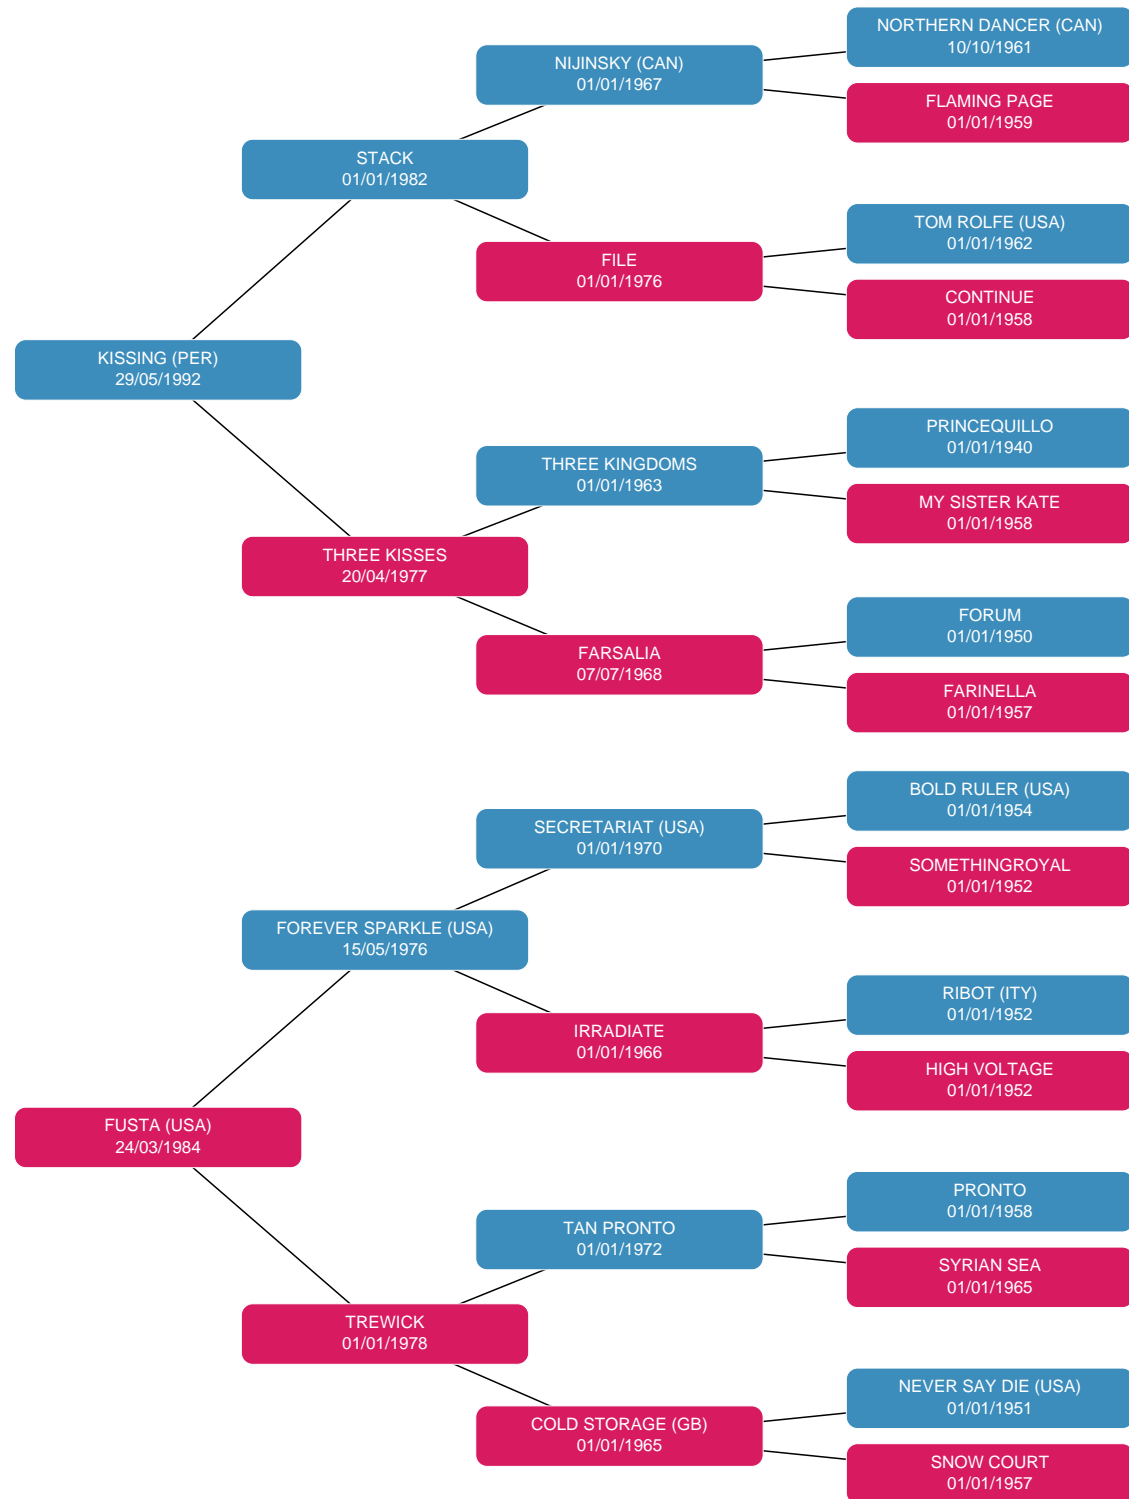 NORTHERN DANCER (CAN)
10/10/1961
NIJINSKY (CAN)
01/01/1967
FLAMING PAGE
01/01/1959
STACK
01/01/1982
TOM ROLFE (USA)
01/01/1962
FILE
01/01/1976
CONTINUE
01/01/1958
KISSING (PER)
29/05/1992
PRINCEQUILLO
01/01/1940
THREE KINGDOMS
01/01/1963
MY SISTER KATE
01/01/1958
THREE KISSES
20/04/1977
FORUM
01/01/1950
FARSALIA
07/07/1968
FARINELLA
01/01/1957
BOLD RULER (USA)
01/01/1954
SECRETARIAT (USA)
01/01/1970
SOMETHINGROYAL
01/01/1952
FOREVER SPARKLE (USA)
15/05/1976
RIBOT (ITY)
01/01/1952
IRRADIATE
01/01/1966
HIGH VOLTAGE
01/01/1952
FUSTA (USA)
24/03/1984
PRONTO
01/01/1958
TAN PRONTO
01/01/1972
SYRIAN SEA
01/01/1965
TREWICK
01/01/1978
NEVER SAY DIE (USA)
01/01/1951
COLD STORAGE (GB)
01/01/1965
SNOW COURT
01/01/1957